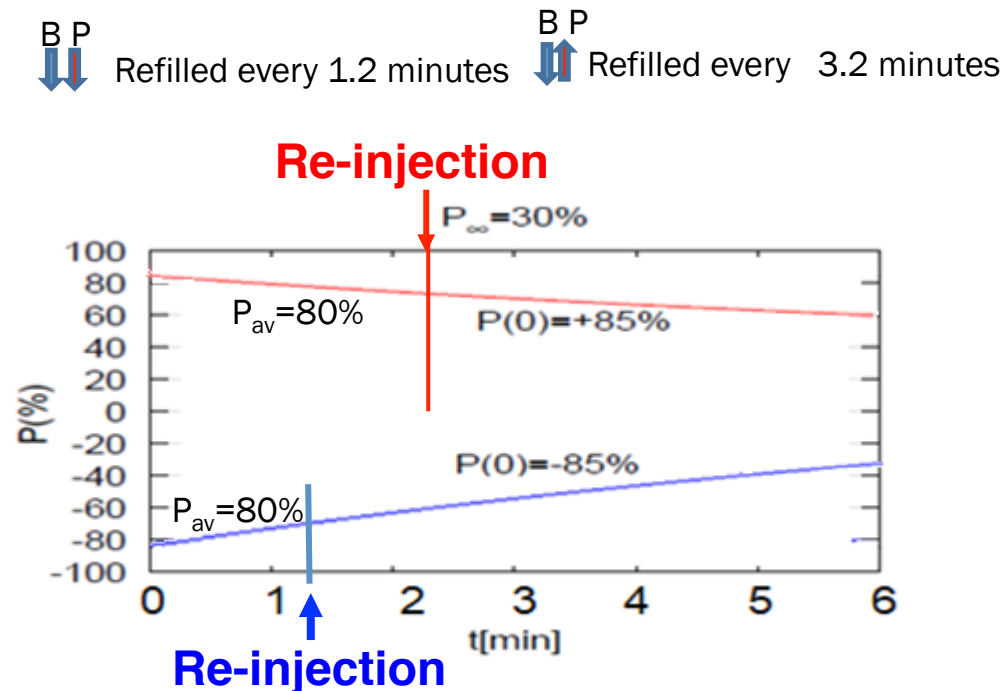 B P Refilled every 1.2 minutes
B P Refilled every 3.2 minutes
Re-injection
P∞=30%
100
80
60
40
20
0
-20
-40
-60
-80
-100
P(%)
Pav=80%
P(0)=+85%
P(0)=-85%
Pav=80%
0 1 2 3 4 5 6
t[min]
Re-injection